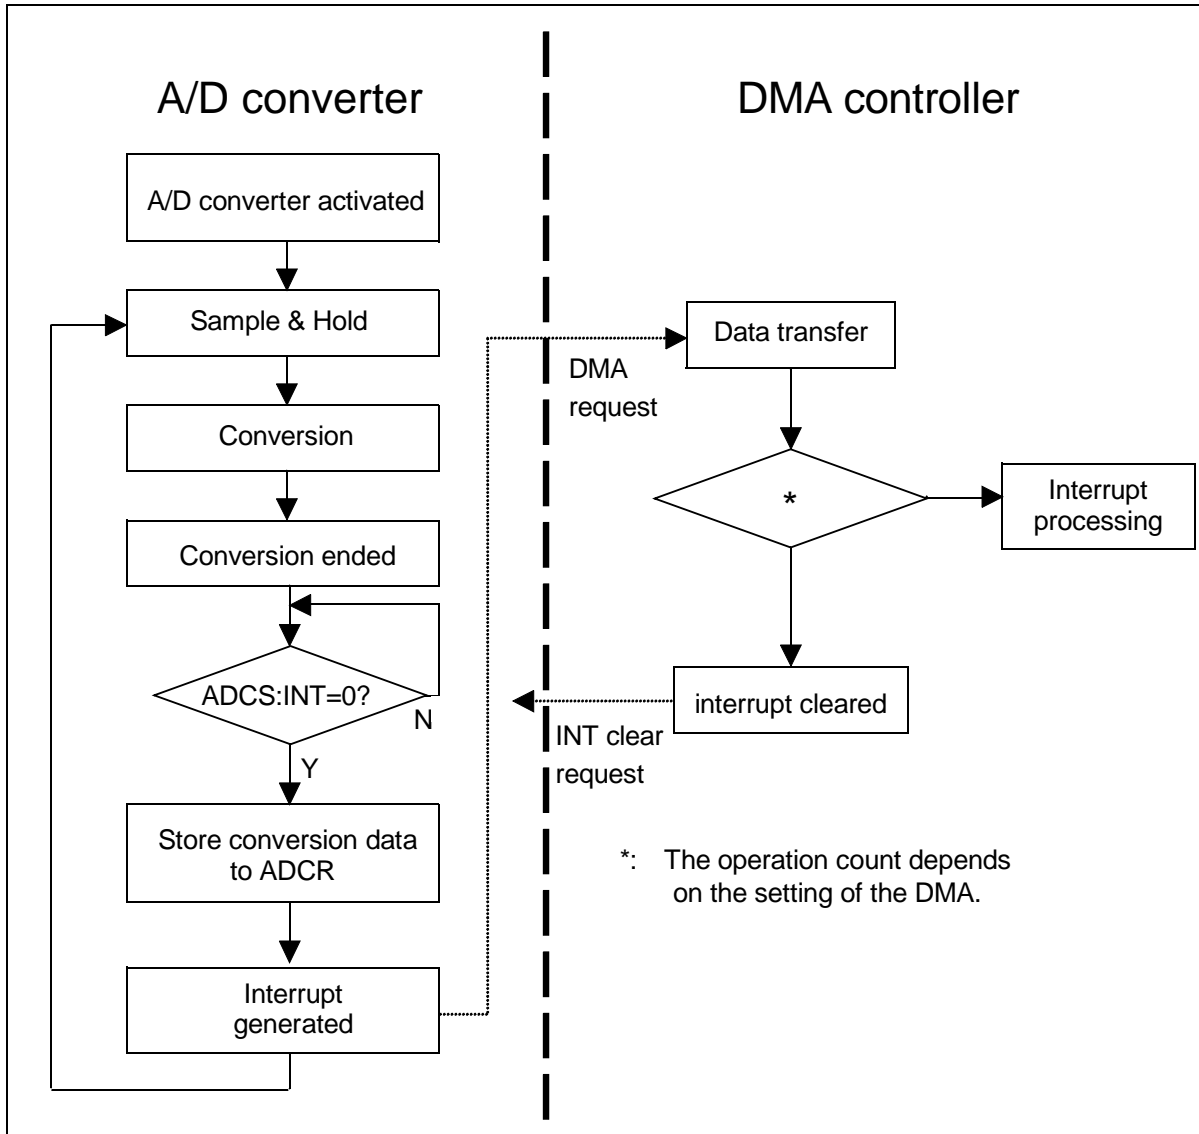 A/D converter
DMA controller
A/D converter activated
Sample & Hold
Conversion
Conversion ended
ADCS:INT=0?
N
Y
Store conversion data
to ADCR
Interrupt
generated
DMA
request
Data transfer
*
Interrupt
processing
interrupt cleared
INT clear
request
*: The operation count depends
on the setting of the DMA.